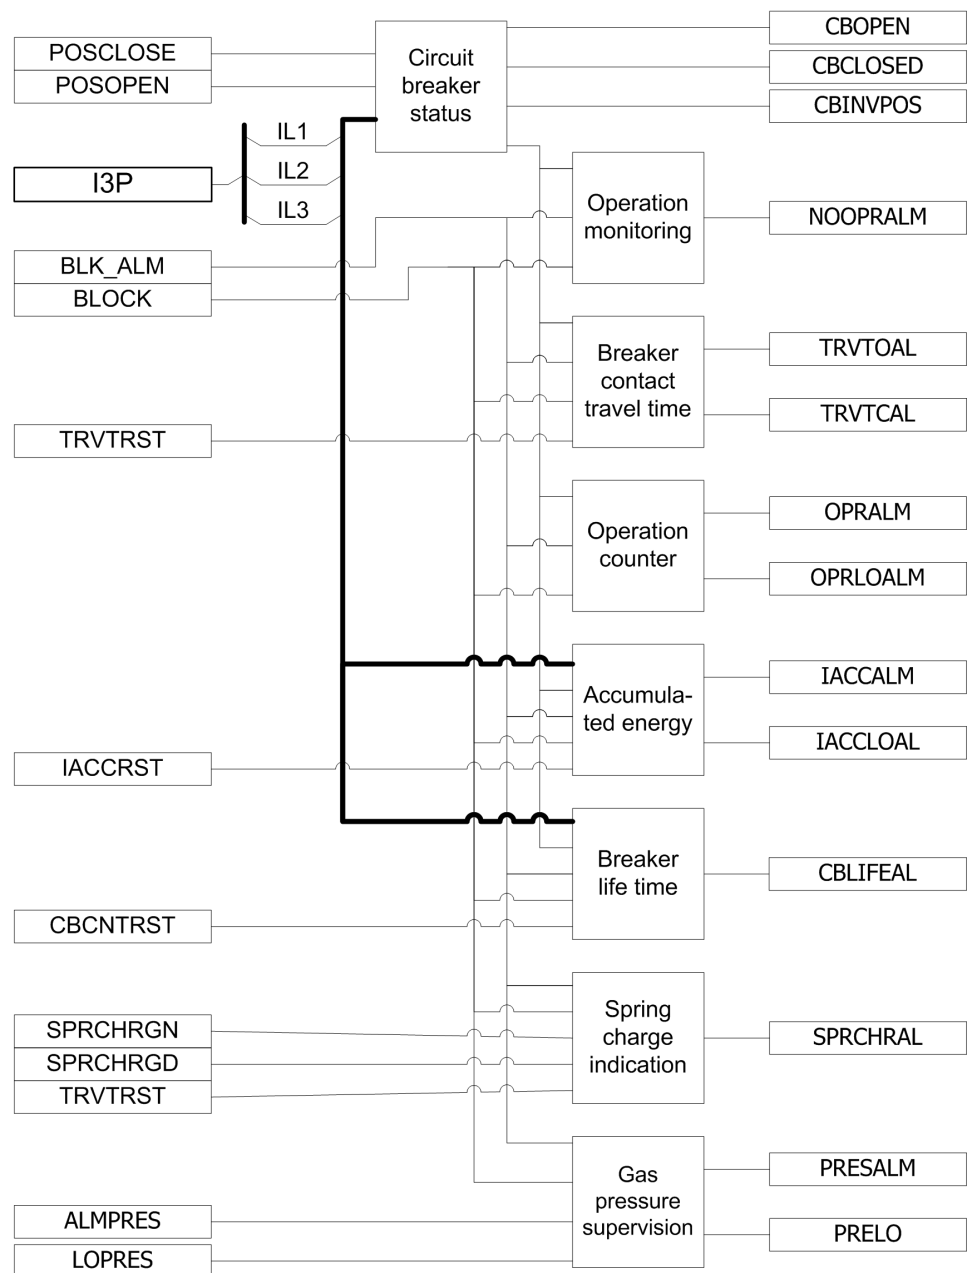 POSCLOSE
POSOPEN
I3P
IL1
IL2
IL3
BLK_ALM
BLOCK
TRVTRST
IACCRST
CBCNTRST
SPRCHRGN
SPRCHRGD
TRVTRST
ALMPRES
LOPRES
Circuit
breaker
status
Operation
monitoring
Breaker
contact
travel time
Operation
counter
Accumula-
ted energy
Breaker
life time
Spring
charge
indication
Gas
pressure
supervision
CBOPEN
CBCLOSED
CBINVPOS
NOOPRALM
TRVTOAL
TRVTCAL
OPRALM
OPRLOALM
IACCALM
IACCLOAL
CBLIFEAL
SPRCHRAL
PRESALM
PRELO